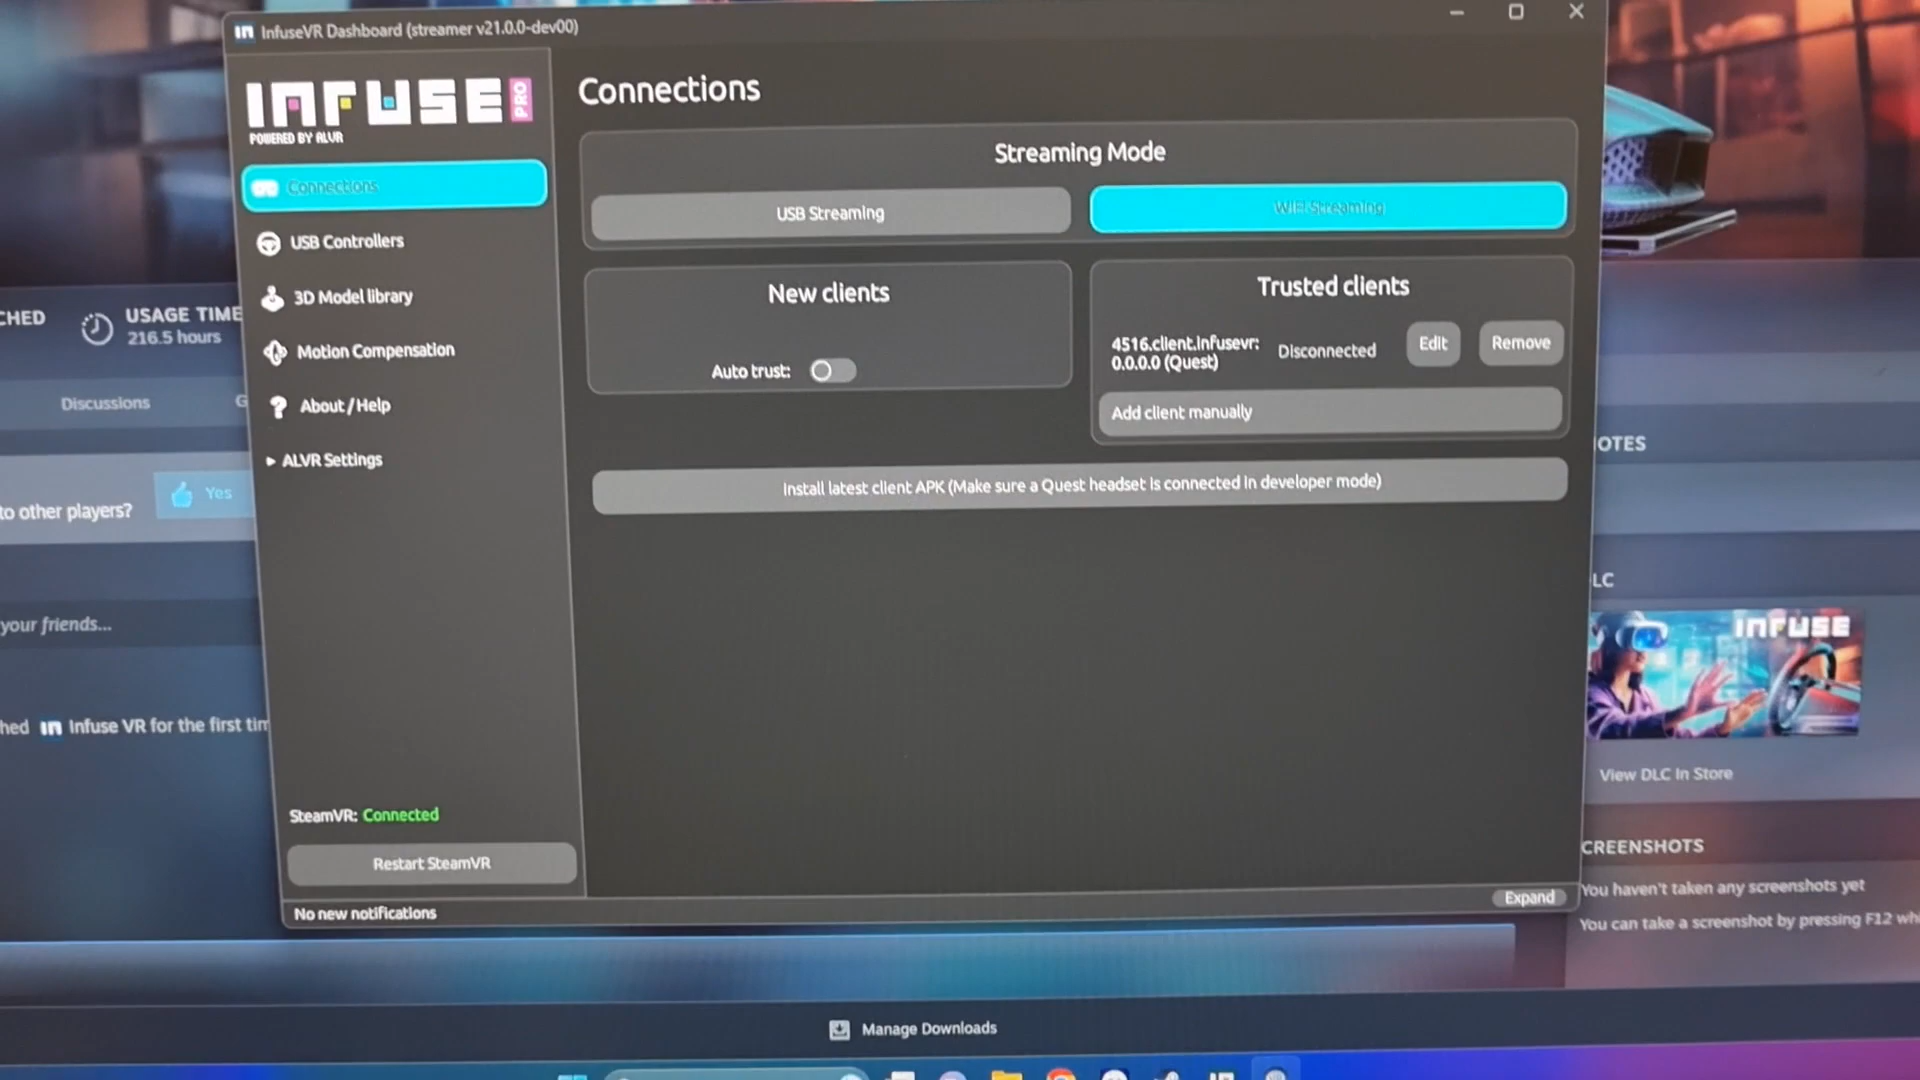 InfuseVR Dashboard (streamer v21.0.0-dev00)
INFUSE PRO
POWERED BY ALVR
Connections
USB Controllers
3D Model library
Motion Compensation
About / Help
ALVR Settings
SteamVR: Connected
Restart SteamVR
No new notifications
Connections
Streaming Mode
USB Streaming
WIFI Streaming
New clients
Auto trust:
Trusted clients
4516.client.infusevr:
0.0.0.0 (Quest)
Disconnected
Edit
Remove
Add client manually
Install latest client APK (Make sure a Quest headset is connected in developer mode)
Expand
CHED
USAGE TIME
216.5 hours
Discussions
G
to other players?
Yes
your friends...
hed in Infuse VR for the first tim
OTES
LC
INFUSE
View DLC In Store
CREENSHOTS
You haven't taken any screenshots yet
You can take a screenshot by pressing F12 whi
Manage Downloads